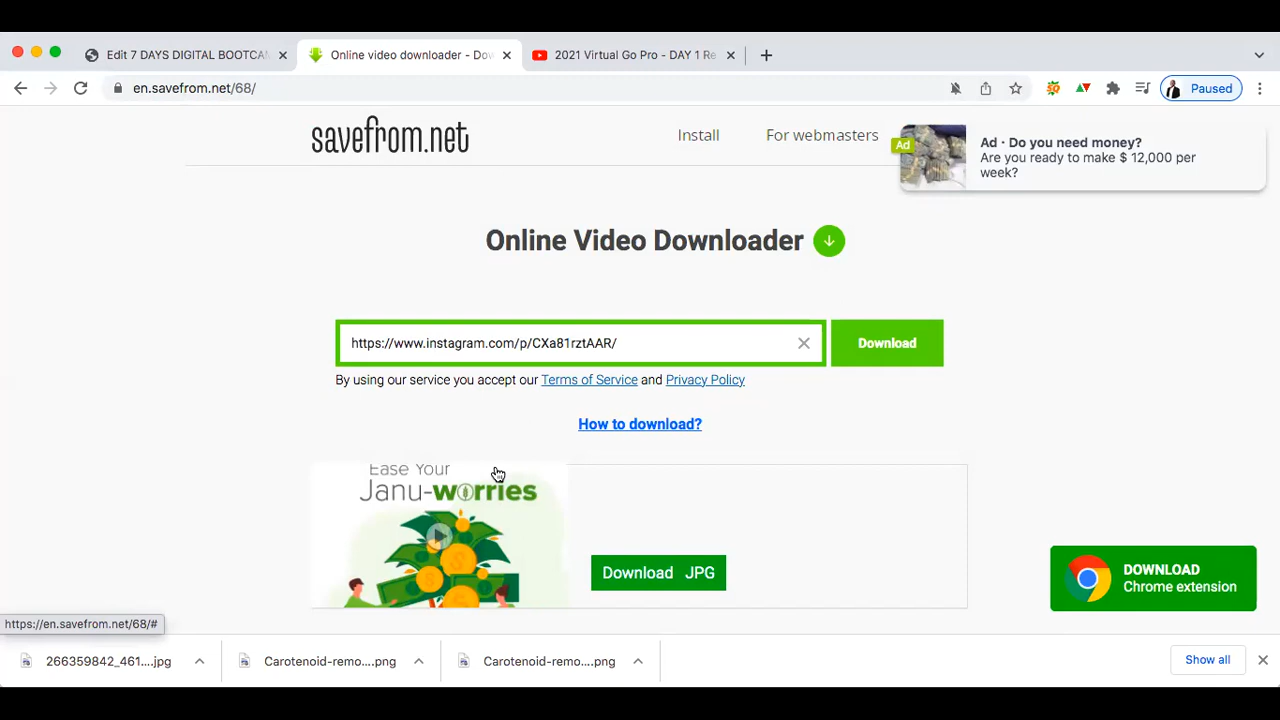 Edit 7 DAYS DIGITAL BOOTCAM
Online video downloader - Dow
2021 Virtual Go Pro - DAY 1 Re
en.savefrom.net/68/
Paused
savefrom.net
Install
For webmasters
Ad
Ad · Do you need money?
Are you ready to make $ 12,000 per
week?
Online Video Downloader
https://www.instagram.com/p/CXa81rztAAR/
Download
By using our service you accept our Terms of Service and Privacy Policy
How to download?
Ease Your
Janu-worries
Download JPG
DOWNLOAD
Chrome extension
https://en.savefrom.net/68/#
266359842_461....jpg
Carotenoid-remo....png
Carotenoid-remo....png
Show all